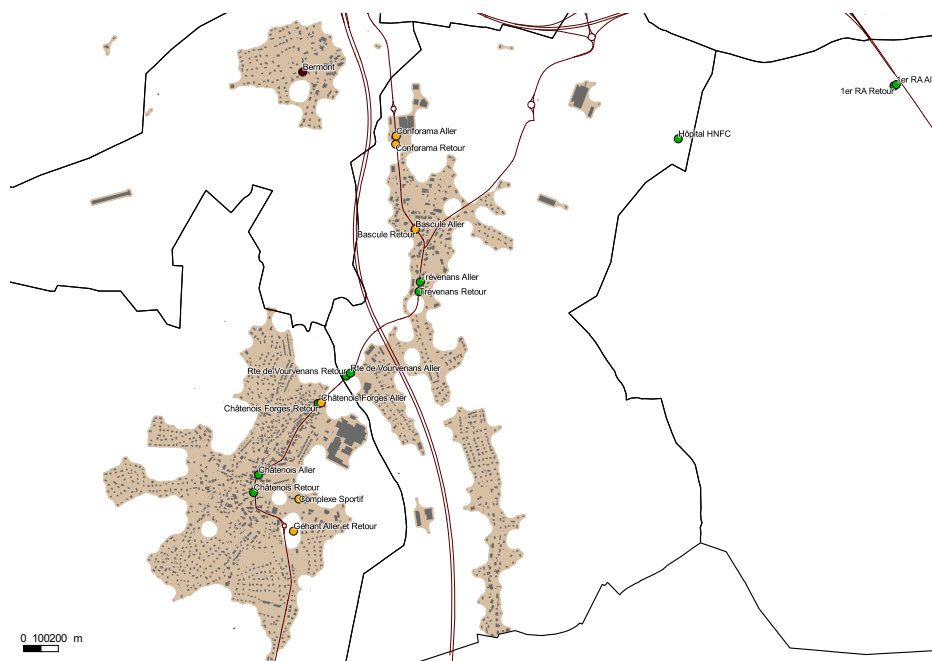 Bermont
1er RA Al
1er RA Retour
Conforama Aller
Hôpital HNFC
Conforama Retour
Bascule Aller
Bascule Retour
Trévenans Aller
Trévenans Retour
Rte de Vourvenans Aller
Rte de Vourvenans Retour
Châtenois Forges Aller
Châtenois Forges Retour
Châtenois Aller
Châtenois Retour
Complexe Sportif
Géhant Aller et Retour
0 100200 m